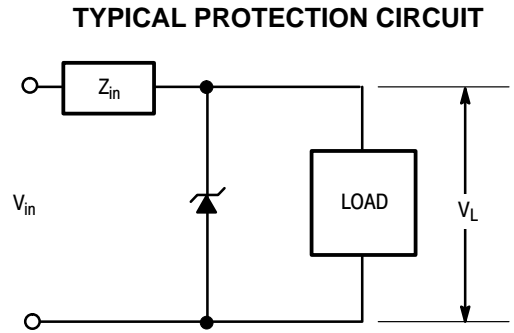 TYPICAL PROTECTION CIRCUIT
Zin
Vin
LOAD
VL